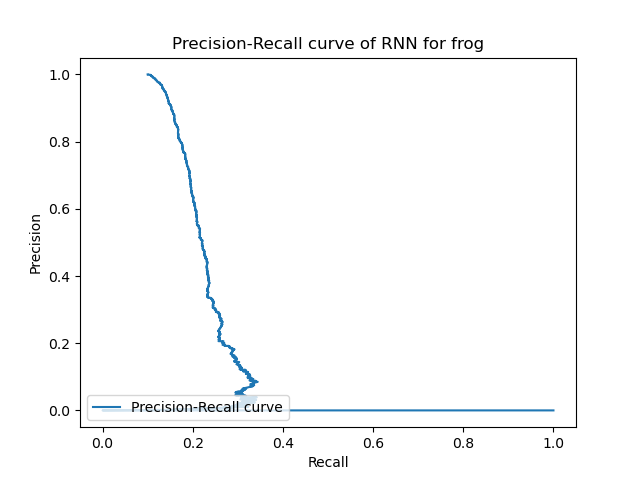 Precision-Recall curve of RNN for frog
1.0
0.8
0.6
0.4
0.2
0.0
Precision
Precision-Recall curve
0.0 0.2 0.4 0.6 0.8 1.0
Recall